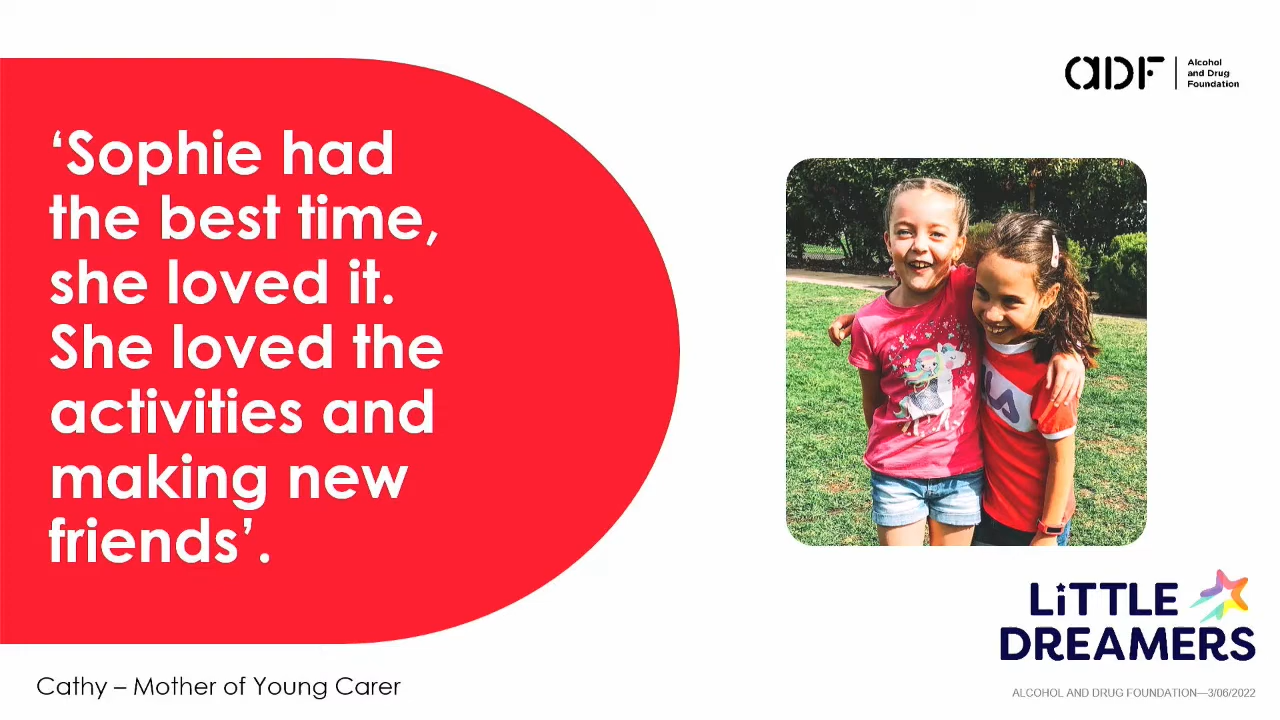 ‘Sophie had
the best time,
she loved it.
She loved the
activities and
making new
friends’.
Cathy – Mother of Young Carer
aDF
Alcohol
and Drug
Foundation
LiTTLE
DREAMERS
ALCOHOL AND DRUG FOUNDATION—3/06/2022